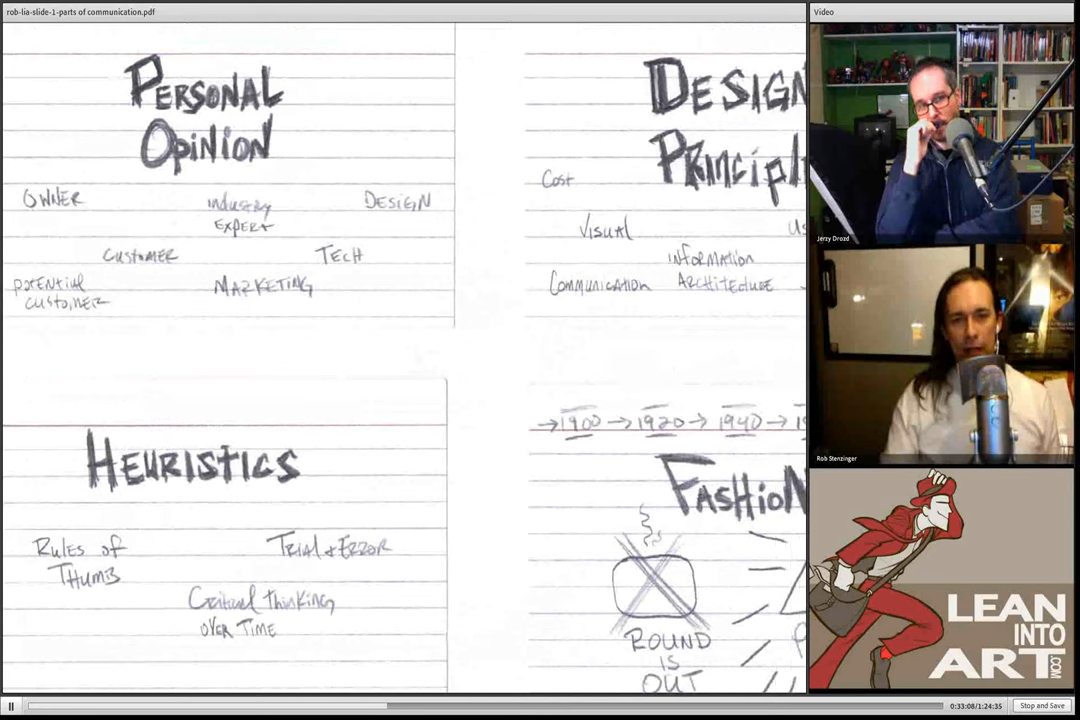 rob-lia-slide-1-parts of communication.pdf
PERSONAL
OPINION
OWNER
INDUSTRY
EXPERT
DESIGN
CUSTOMER
TECH
POTENTIAL
CUSTOMER
MARKETING
DESIGN
PRINCIPL
COST
VISUAL
US
INFORMATION
ARCHITECTURE
COMMUNICATION
HEURISTICS
RULES OF
THUMB
TRIAL & ERROR
CRITICAL THINKING
OVER TIME
→1900→1920→1940→1
FASHION
ROUND
IS
OUT
P
Video
Jerzy Drozd
Rob Stenzinger
LEAN
INTO
ART.COM
0:33:08/1:24:35
Stop and Save